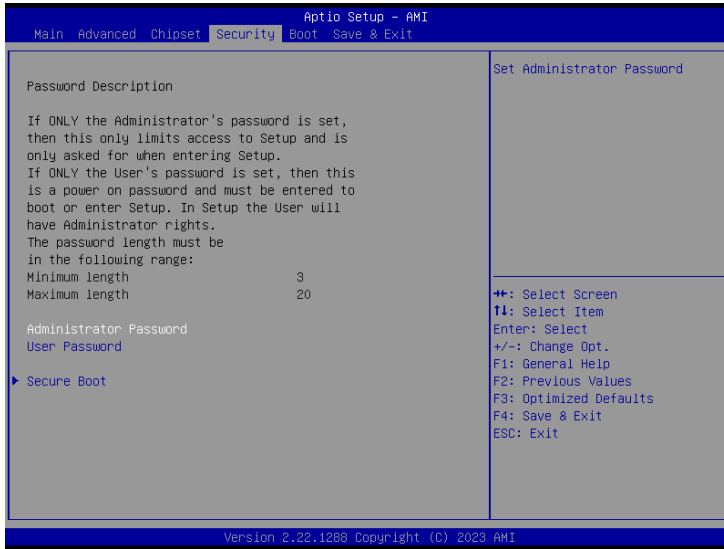 Aptio Setup – AMI
Main Advanced Chipset Security Boot Save & Exit
Password Description
If ONLY the Administrator's password is set,
then this only limits access to Setup and is
only asked for when entering Setup.
If ONLY the User's password is set, then this
is a power on password and must be entered to
boot or enter Setup. In Setup the User will
have Administrator rights.
The password length must be
in the following range:
Minimum length 3
Maximum length 20
Administrator Password
User Password
Secure Boot
Set Administrator Password
→←: Select Screen
↑↓: Select Item
Enter: Select
+/-: Change Opt.
F1: General Help
F2: Previous Values
F3: Optimized Defaults
F4: Save & Exit
ESC: Exit
Version 2.22.1288 Copyright (C) 2023 AMI